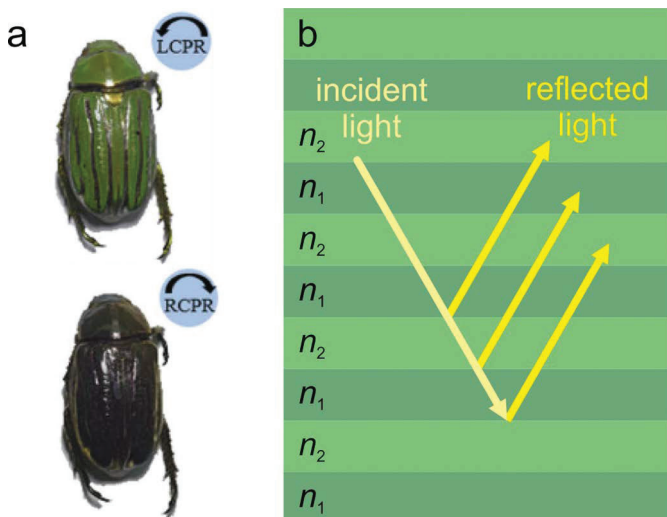 a
LCPR
RCPR
b
incident
light
reflected
light
n₂
n₁
n₂
n₁
n₂
n₁
n₂
n₁